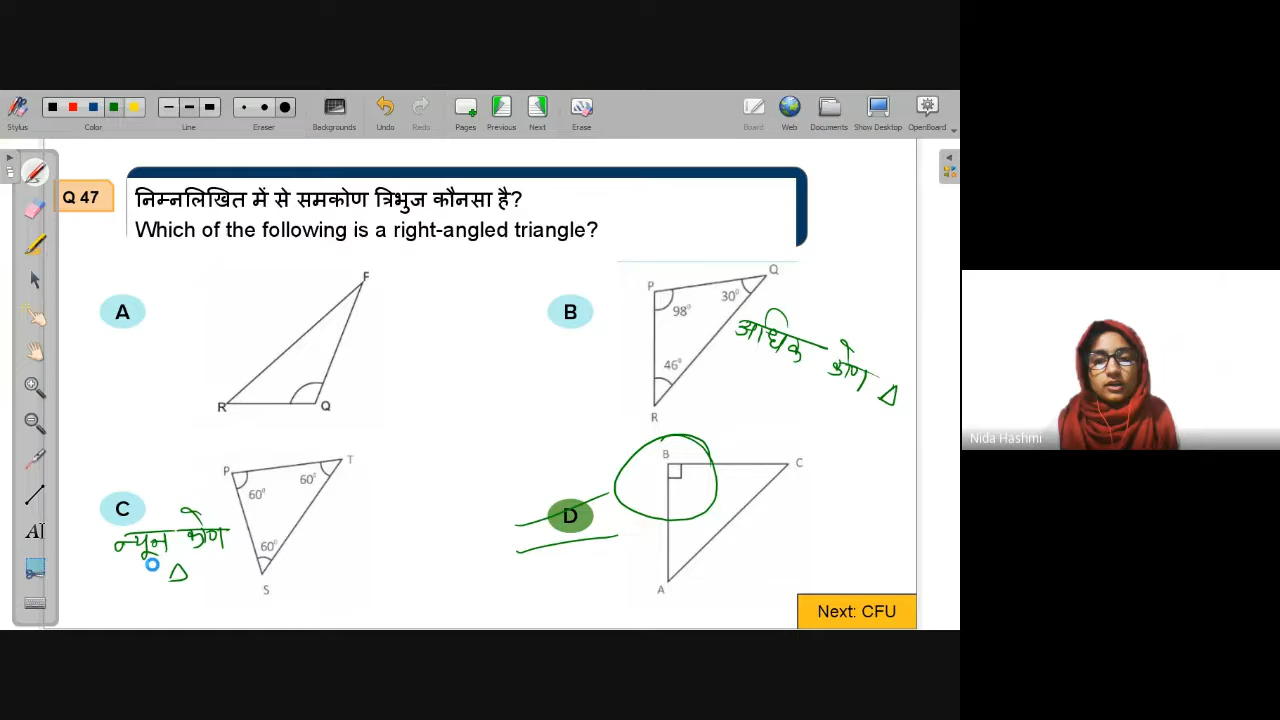 Stylus
Color
Line
Eraser
Backgrounds
Undo
Redo
Pages
Previous
Next
Erase
Board
Web
Documents
Show Desktop
OpenBoard
Q 47
निम्नलिखित में से समकोण त्रिभुज कौनसा है?
Which of the following is a right-angled triangle?
A
F
R
Q
B
P
Q
98°
30°
46°
R
अधिक कोण Δ
C
न्यून कोण
Δ
P
T
60°
60°
60°
S
D
B
C
A
AI
Next: CFU
Nida Hashmi